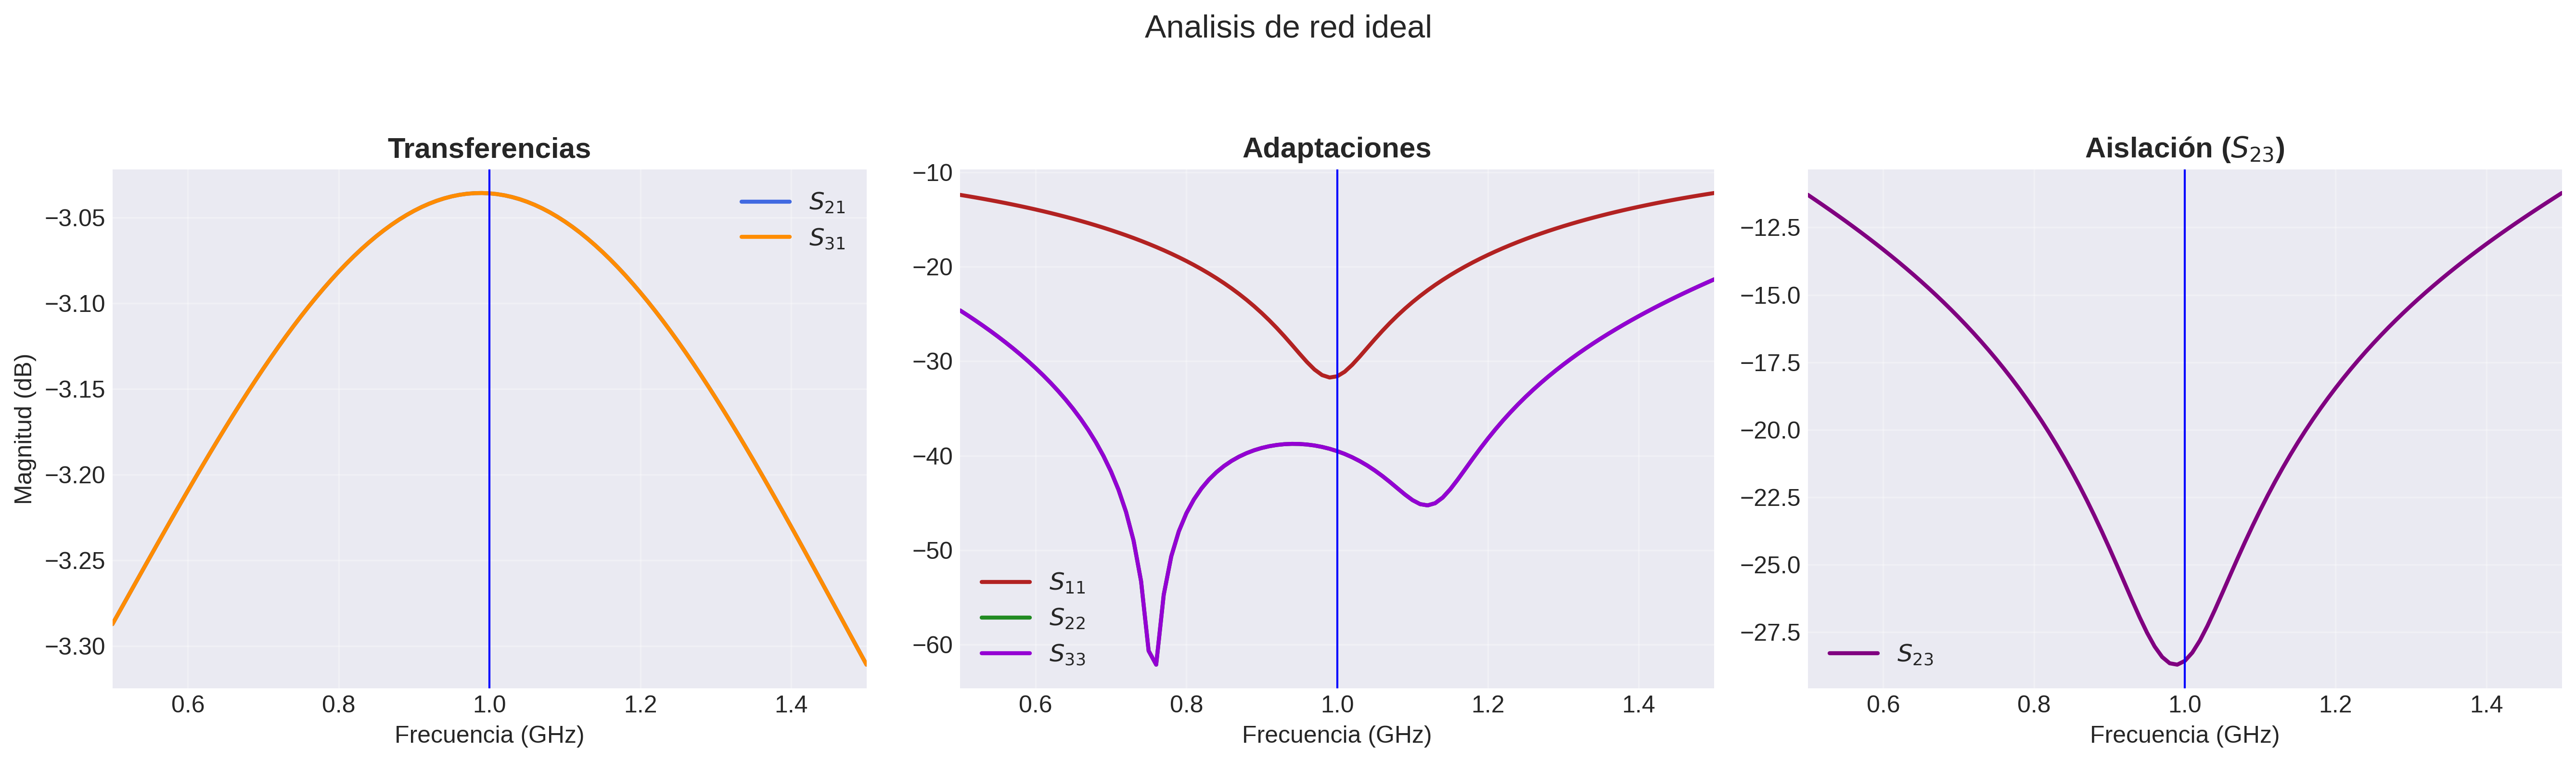 Analisis de red ideal
Transferencias
Magnitud (dB)
−3.05
−3.10
−3.15
−3.20
−3.25
−3.30
0.6 0.8 1.0 1.2 1.4
Frecuencia (GHz)
S21
S31
Adaptaciones
−10
−20
−30
−40
−50
−60
0.6 0.8 1.0 1.2 1.4
Frecuencia (GHz)
S11
S22
S33
Aislación (S23)
−12.5
−15.0
−17.5
−20.0
−22.5
−25.0
−27.5
0.6 0.8 1.0 1.2 1.4
Frecuencia (GHz)
S23